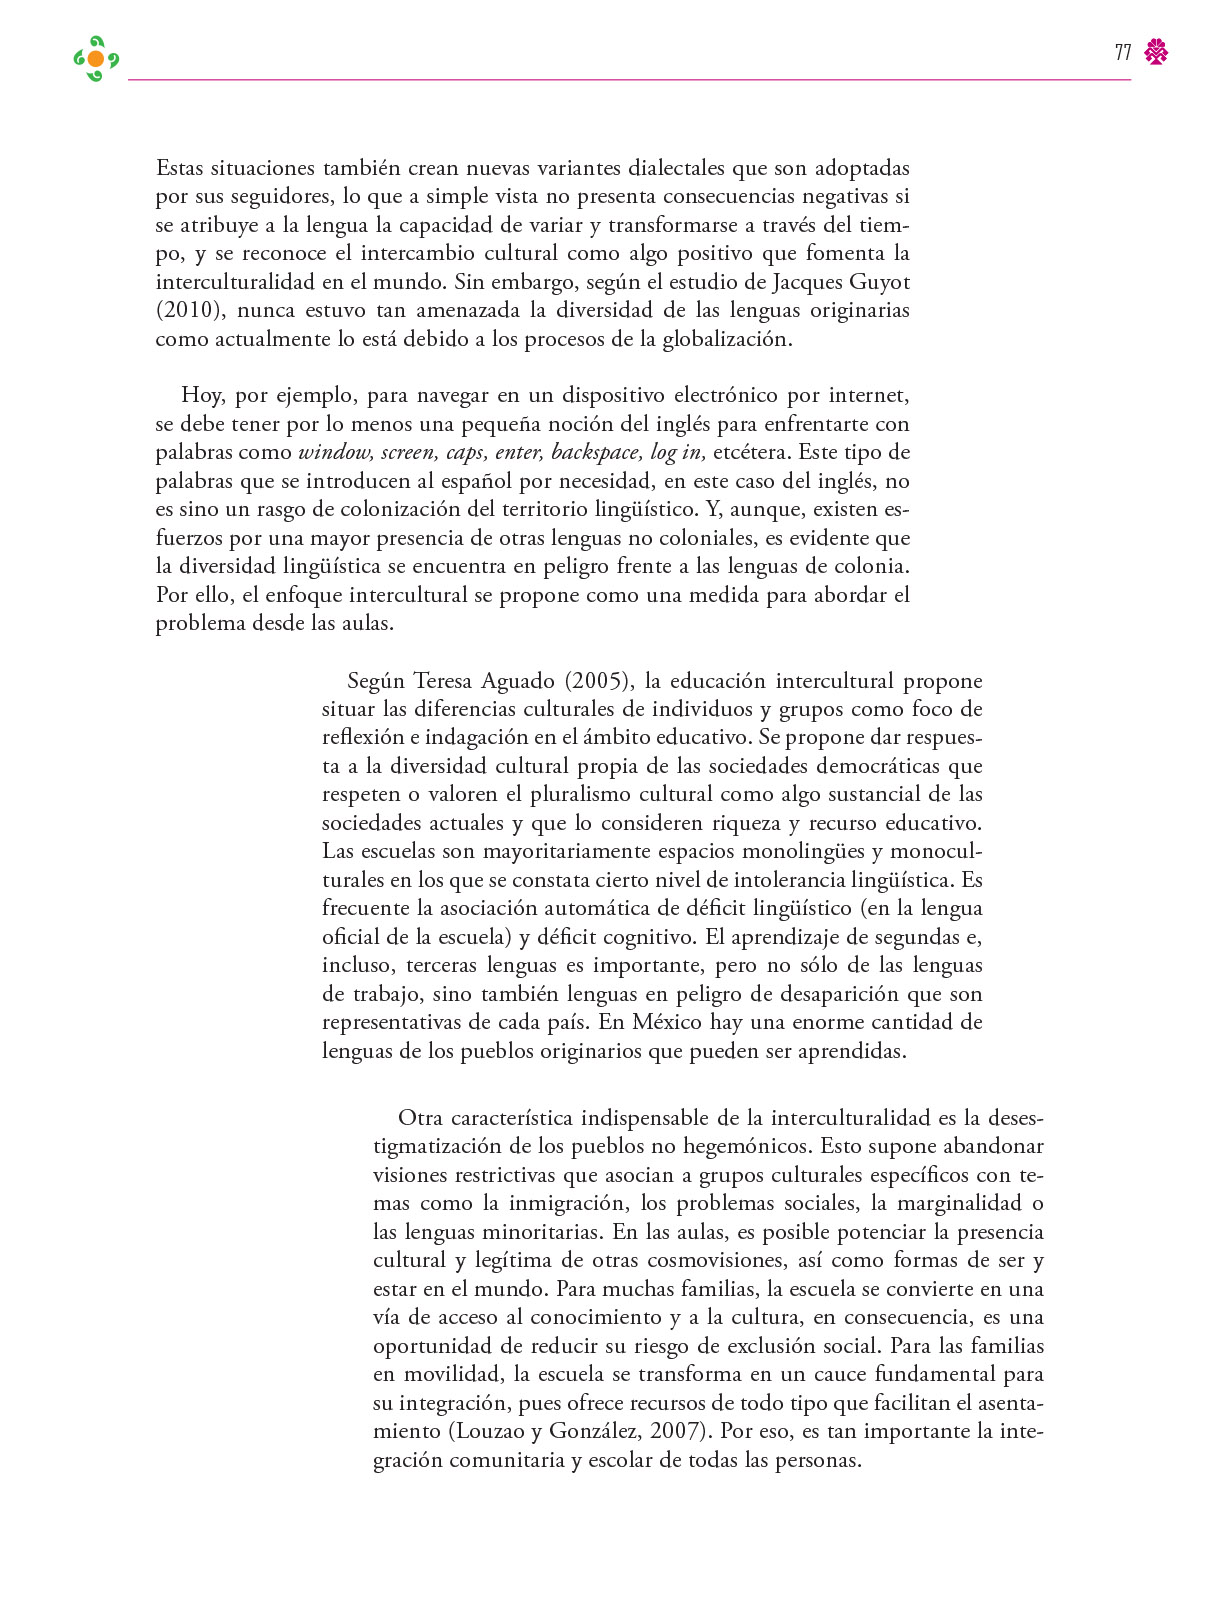 77
Estas situaciones también crean nuevas variantes dialectales que son adoptadas
por sus seguidores, lo que a simple vista no presenta consecuencias negativas si
se atribuye a la lengua la capacidad de variar y transformarse a través del tiem-
po, y se reconoce el intercambio cultural como algo positivo que fomenta la
interculturalidad en el mundo. Sin embargo, según el estudio de Jacques Guyot
(2010), nunca estuvo tan amenazada la diversidad de las lenguas originarias
como actualmente lo está debido a los procesos de la globalización.
Hoy, por ejemplo, para navegar en un dispositivo electrónico por internet,
se debe tener por lo menos una pequeña noción del inglés para enfrentarte con
palabras como window, screen, caps, enter, backspace, log in, etcétera. Este tipo de
palabras que se introducen al español por necesidad, en este caso del inglés, no
es sino un rasgo de colonización del territorio lingüístico. Y, aunque, existen es-
fuerzos por una mayor presencia de otras lenguas no coloniales, es evidente que
la diversidad lingüística se encuentra en peligro frente a las lenguas de colonia.
Por ello, el enfoque intercultural se propone como una medida para abordar el
problema desde las aulas.
Según Teresa Aguado (2005), la educación intercultural propone
situar las diferencias culturales de individuos y grupos como foco de
reflexión e indagación en el ámbito educativo. Se propone dar respues-
ta a la diversidad cultural propia de las sociedades democráticas que
respeten o valoren el pluralismo cultural como algo sustancial de las
sociedades actuales y que lo consideren riqueza y recurso educativo.
Las escuelas son mayoritariamente espacios monolingües y monocul-
turales en los que se constata cierto nivel de intolerancia lingüística. Es
frecuente la asociación automática de déficit lingüístico (en la lengua
oficial de la escuela) y déficit cognitivo. El aprendizaje de segundas e,
incluso, terceras lenguas es importante, pero no sólo de las lenguas
de trabajo, sino también lenguas en peligro de desaparición que son
representativas de cada país. En México hay una enorme cantidad de
lenguas de los pueblos originarios que pueden ser aprendidas.
Otra característica indispensable de la interculturalidad es la deses-
tigmatización de los pueblos no hegemónicos. Esto supone abandonar
visiones restrictivas que asocian a grupos culturales específicos con te-
mas como la inmigración, los problemas sociales, la marginalidad o
las lenguas minoritarias. En las aulas, es posible potenciar la presencia
cultural y legítima de otras cosmovisiones, así como formas de ser y
estar en el mundo. Para muchas familias, la escuela se convierte en una
vía de acceso al conocimiento y a la cultura, en consecuencia, es una
oportunidad de reducir su riesgo de exclusión social. Para las familias
en movilidad, la escuela se transforma en un cauce fundamental para
su integración, pues ofrece recursos de todo tipo que facilitan el asenta-
miento (Louzao y González, 2007). Por eso, es tan importante la inte-
gración comunitaria y escolar de todas las personas.